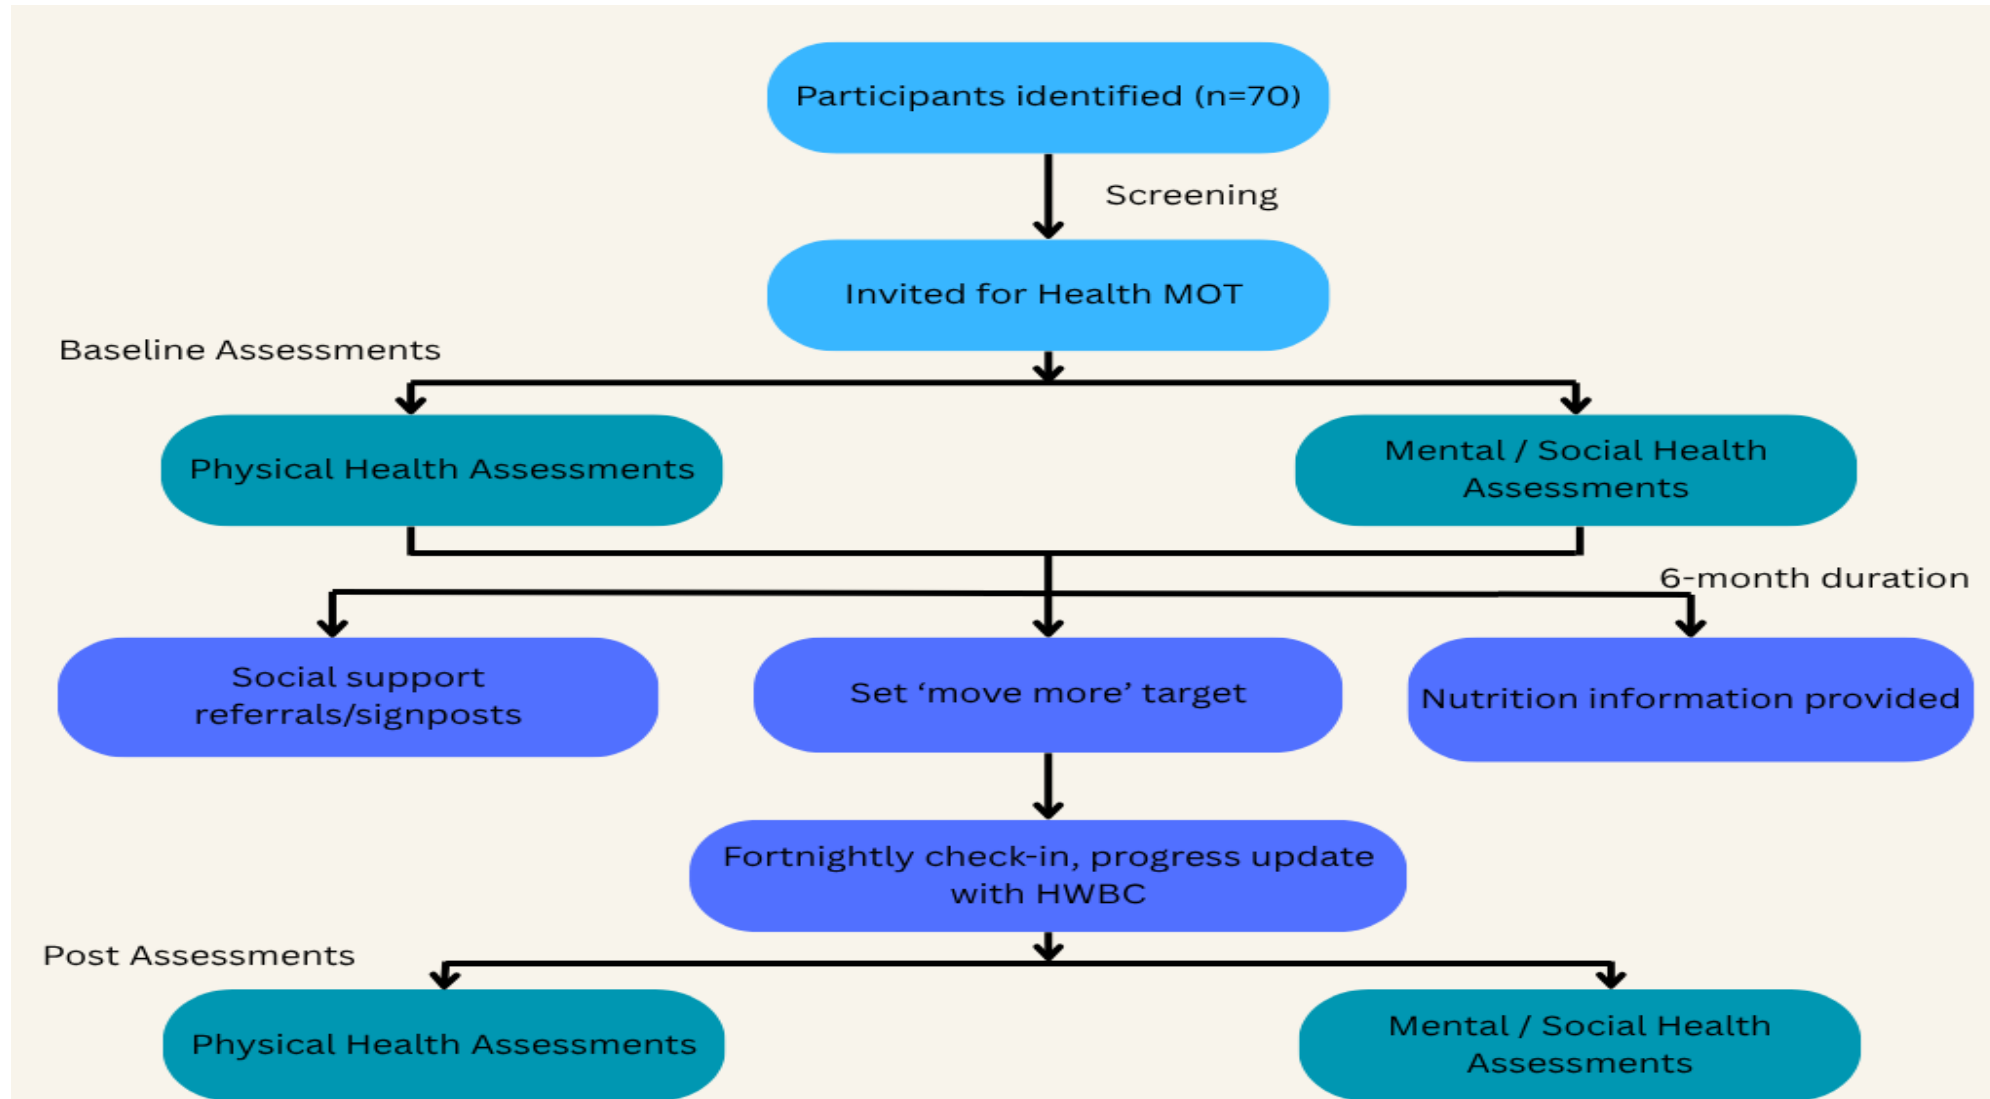 Participants identified (n=70)
Screening
Invited for Health MOT
Baseline Assessments
Physical Health Assessments
Mental / Social Health
Assessments
6-month duration
Social support
referrals/signposts
Set ‘move more’ target
Nutrition information provided
Fortnightly check-in, progress update
with HWBC
Post Assessments
Physical Health Assessments
Mental / Social Health
Assessments